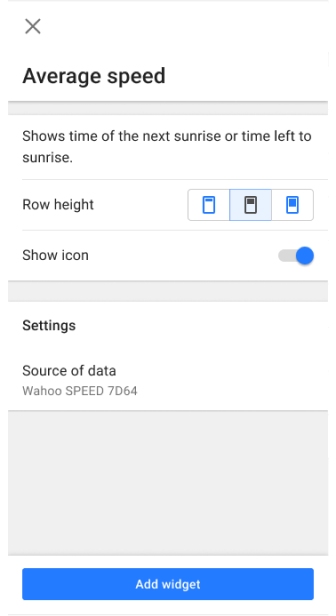 Average speed
Shows time of the next sunrise or time left to
sunrise.
Row height
Show icon
Settings
Source of data
Wahoo SPEED 7D64
Add widget